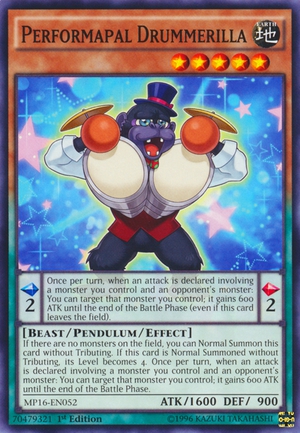 PERFORMAPAL DRUMMERILLA
EARTH
地
Once per turn, when an attack is declared involving
a monster you control and an opponent's monster:
You can target that monster you control; it gains 600
ATK until the end of the Battle Phase (even if this card
leaves the field).
2
2
[BEAST/PENDULUM/EFFECT]
If there are no monsters on the field, you can Normal Summon this
card without Tributing. If this card is Normal Summoned without
Tributing, its Level becomes 4. Once per turn, when an attack
is declared involving a monster you control and an opponent's
monster: You can target that monster you control; it gains 600 ATK
until the end of the Battle Phase.
MP16-EN052
ATK/1600 DEF/ 900
70479321 1st Edition
©1996 KAZUKI TAKAHASHI